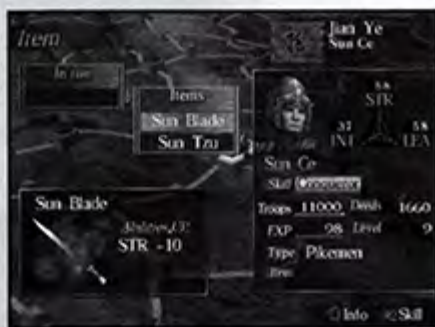 Item
Jian Ye
Sun Ce
In use
Items
Sun Blade
Sun Tzu
STR
INT
LEA
Sun Ce
Skill Conqueror
Troops 11000 Deeds 1660
EXP 98 Level 9
Type Pikemen
Item
Sun Blade
STR +10
Info Skill